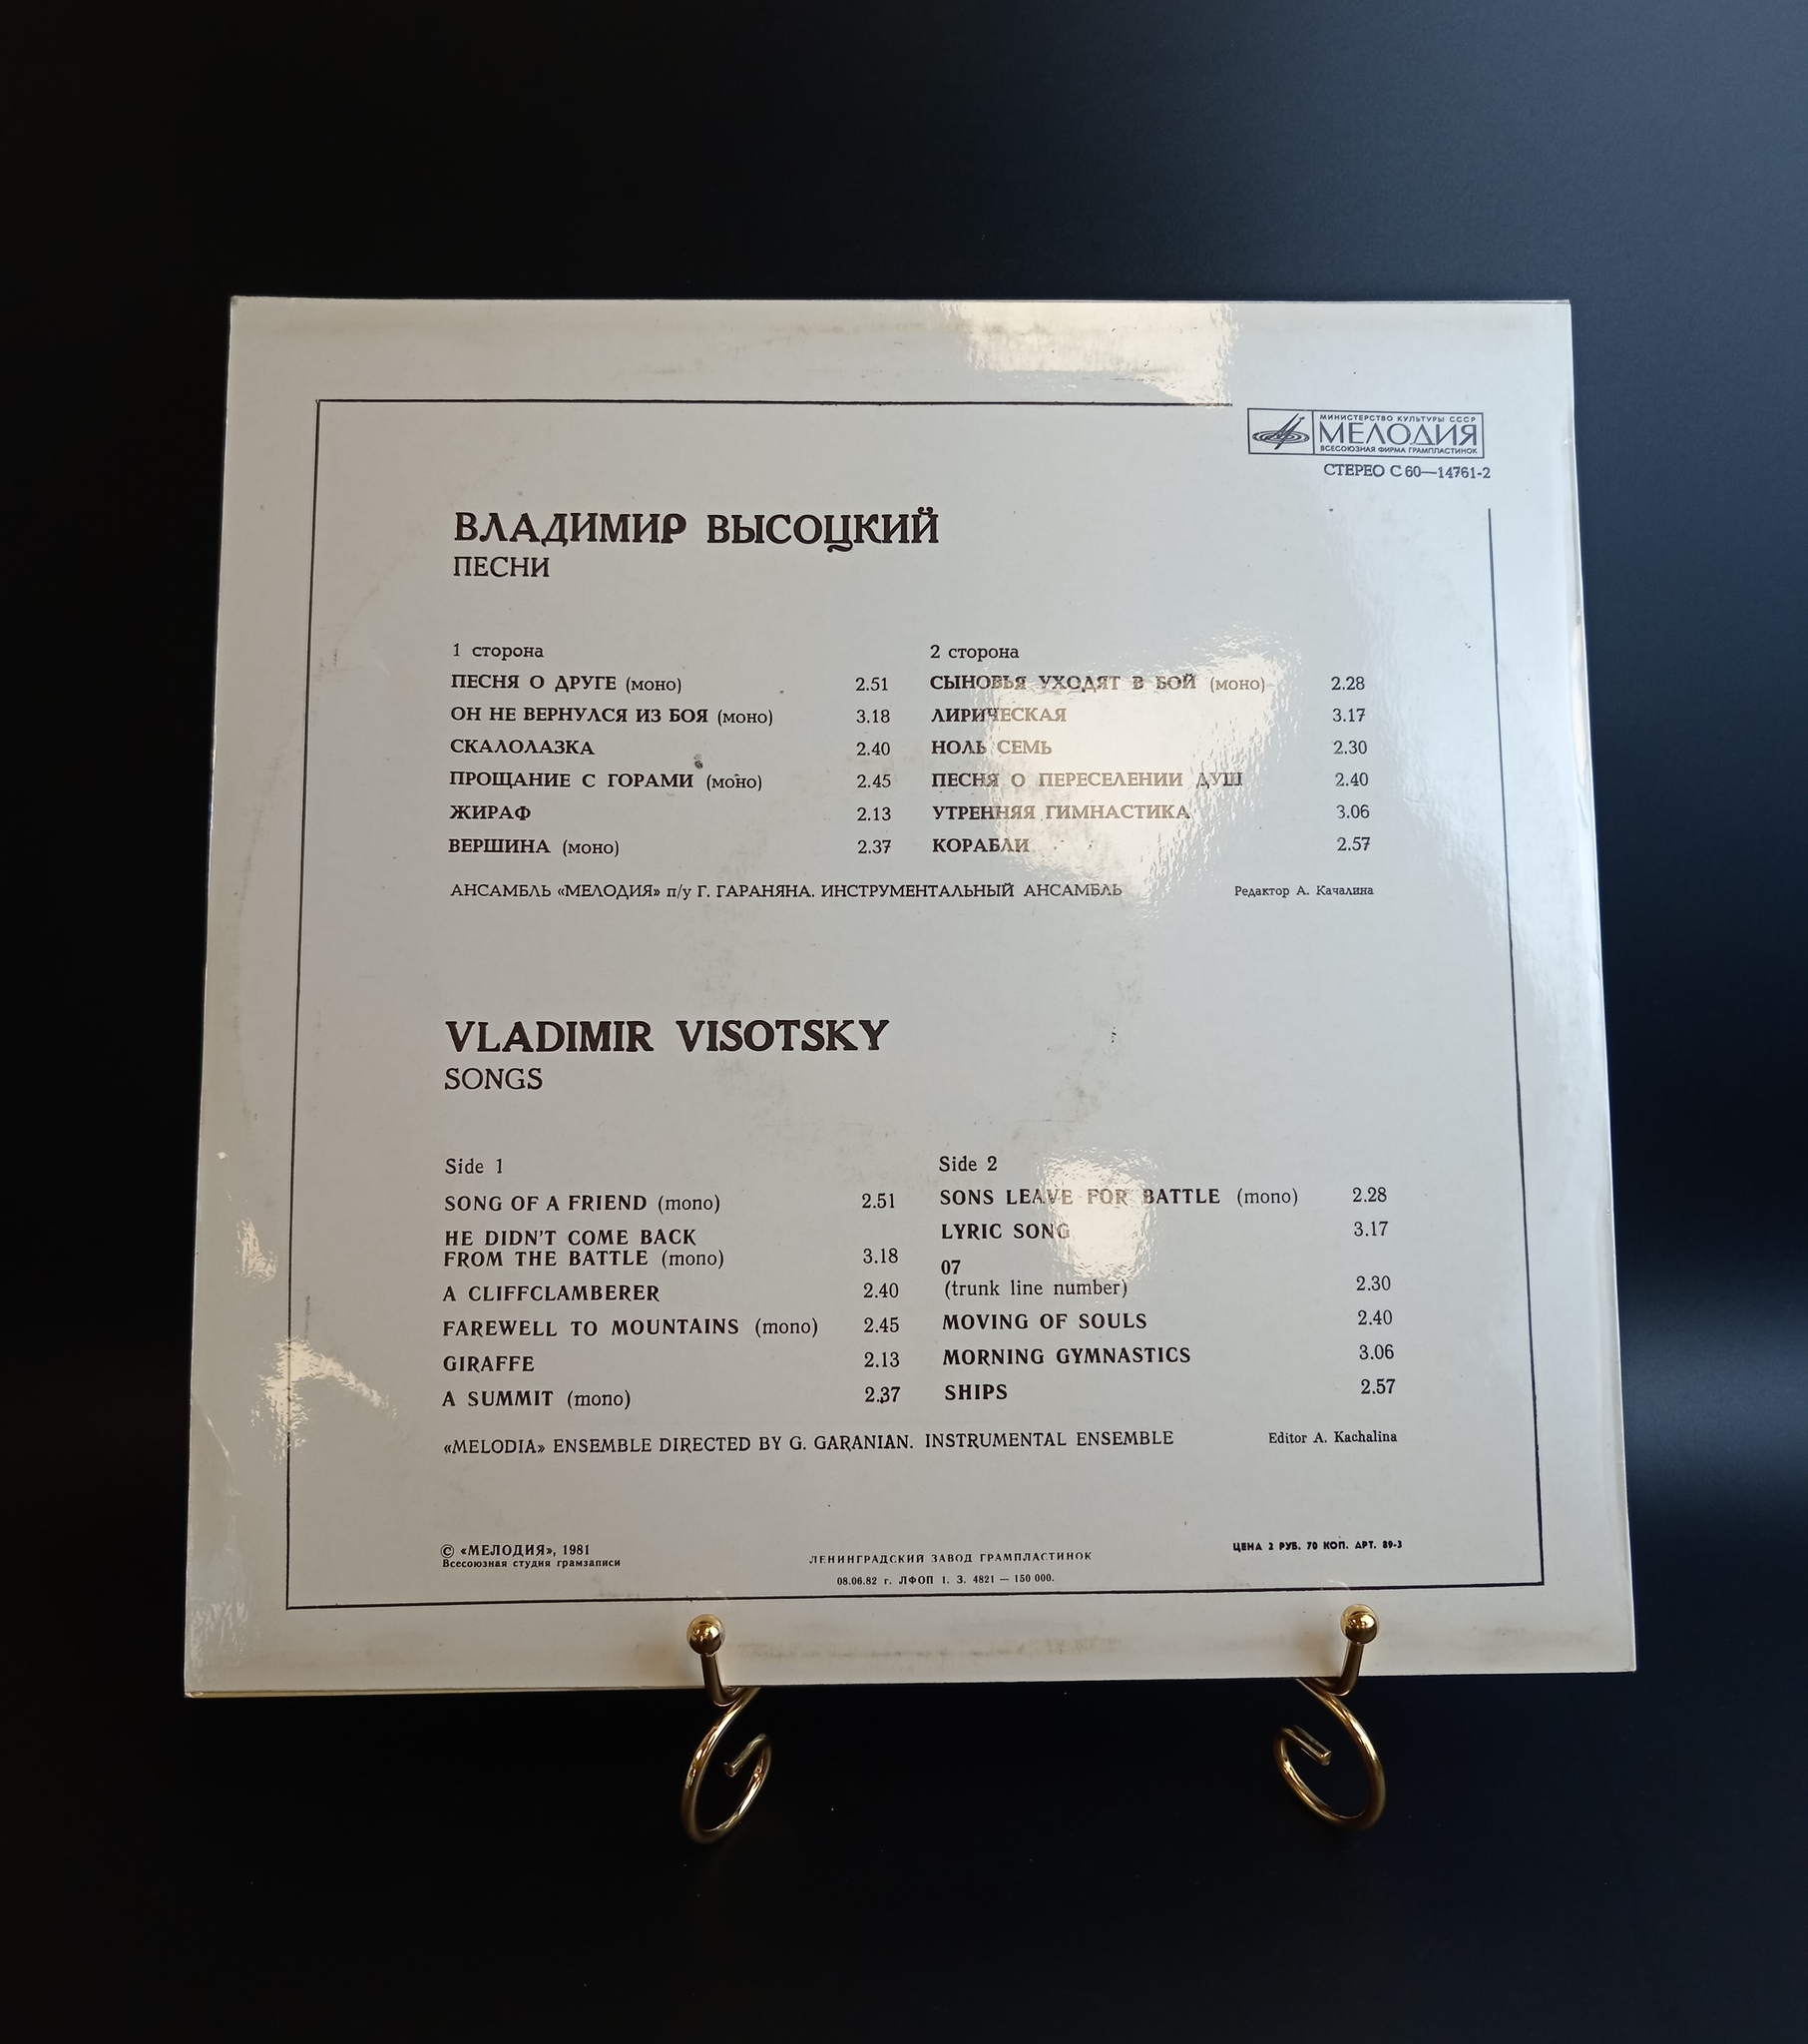 МИНИСТЕРСТВО КУЛЬТУРЫ СССР
МЕЛОДИЯ
ВСЕСОЮЗНАЯ ФИРМА ГРАМПЛАСТИНОК
СТЕРЕО С 60—14761-2
ВЛАДИМИР ВЫСОЦКИЙ
ПЕСНИ
1 сторона
ПЕСНЯ О ДРУГЕ (моно) 2.51
ОН НЕ ВЕРНУЛСЯ ИЗ БОЯ (моно) 3.18
СКАЛОЛАЗКА 2.40
ПРОЩАНИЕ С ГОРАМИ (моно) 2.45
ЖИРАФ 2.13
ВЕРШИНА (моно) 2.37
2 сторона
СЫНОВЬЯ УХОДЯТ В БОЙ (моно) 2.28
ЛИРИЧЕСКАЯ 3.17
НОЛЬ СЕМЬ 2.30
ПЕСНЯ О ПЕРЕСЕЛЕНИИ ДУШ 2.40
УТРЕННЯЯ ГИМНАСТИКА 3.06
КОРАБЛИ 2.57
АНСАМБЛЬ «МЕЛОДИЯ» п/у Г. ГАРАНЯНА. ИНСТРУМЕНТАЛЬНЫЙ АНСАМБЛЬ
Редактор А. Качалина
VLADIMIR VISOTSKY
SONGS
Side 1
SONG OF A FRIEND (mono) 2.51
HE DIDN'T COME BACK
FROM THE BATTLE (mono) 3.18
A CLIFFCLAMBERER 2.40
FAREWELL TO MOUNTAINS (mono) 2.45
GIRAFFE 2.13
A SUMMIT (mono) 2.37
Side 2
SONS LEAVE FOR BATTLE (mono) 2.28
LYRIC SONG 3.17
07
(trunk line number) 2.30
MOVING OF SOULS 2.40
MORNING GYMNASTICS 3.06
SHIPS 2.57
«MELODIA» ENSEMBLE DIRECTED BY G. GARANIAN. INSTRUMENTAL ENSEMBLE
Editor A. Kachalina
© «МЕЛОДИЯ», 1981
Всесоюзная студия грамзаписи
ЛЕНИНГРАДСКИЙ ЗАВОД ГРАМПЛАСТИНОК
08.06.82 г. ЛФОП 1. З. 4821 — 150 000.
ЦЕНА 2 РУБ. 70 КОП. АРТ. 89-3